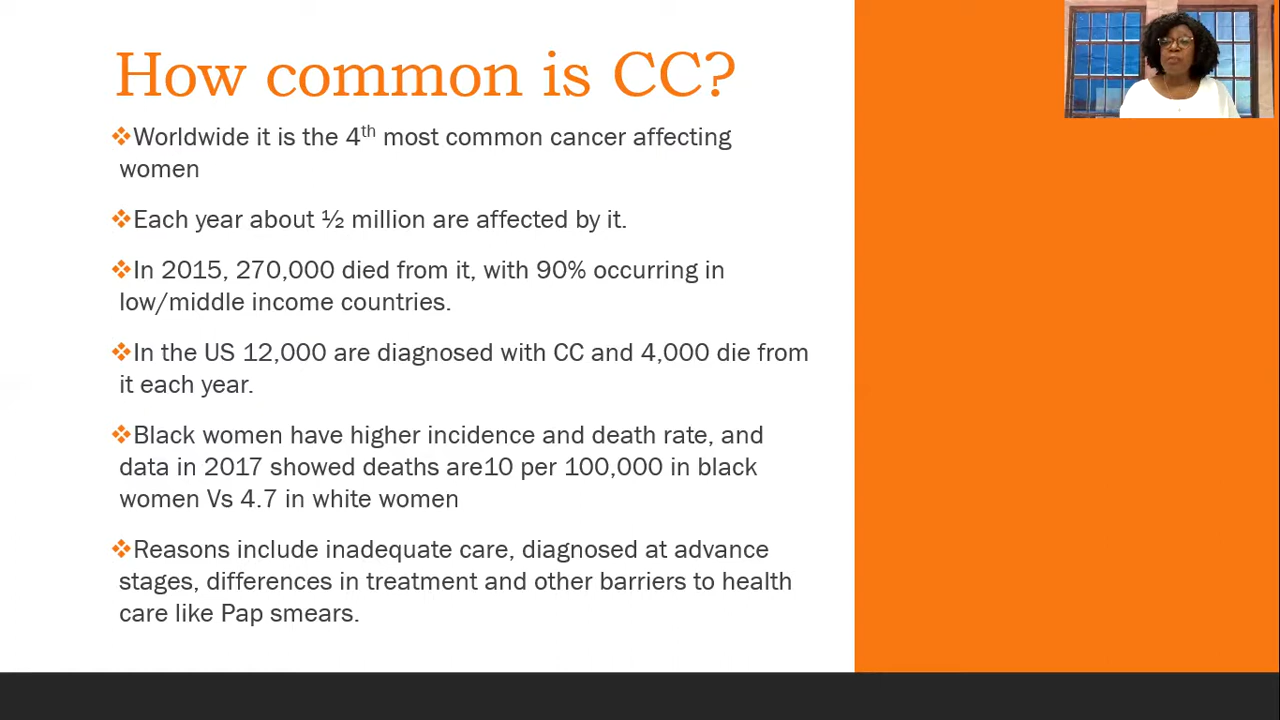 How common is CC?
❖Worldwide it is the 4th most common cancer affecting
women
❖Each year about ½ million are affected by it.
❖In 2015, 270,000 died from it, with 90% occurring in
low/middle income countries.
❖In the US 12,000 are diagnosed with CC and 4,000 die from
it each year.
❖Black women have higher incidence and death rate, and
data in 2017 showed deaths are10 per 100,000 in black
women Vs 4.7 in white women
❖Reasons include inadequate care, diagnosed at advance
stages, differences in treatment and other barriers to health
care like Pap smears.